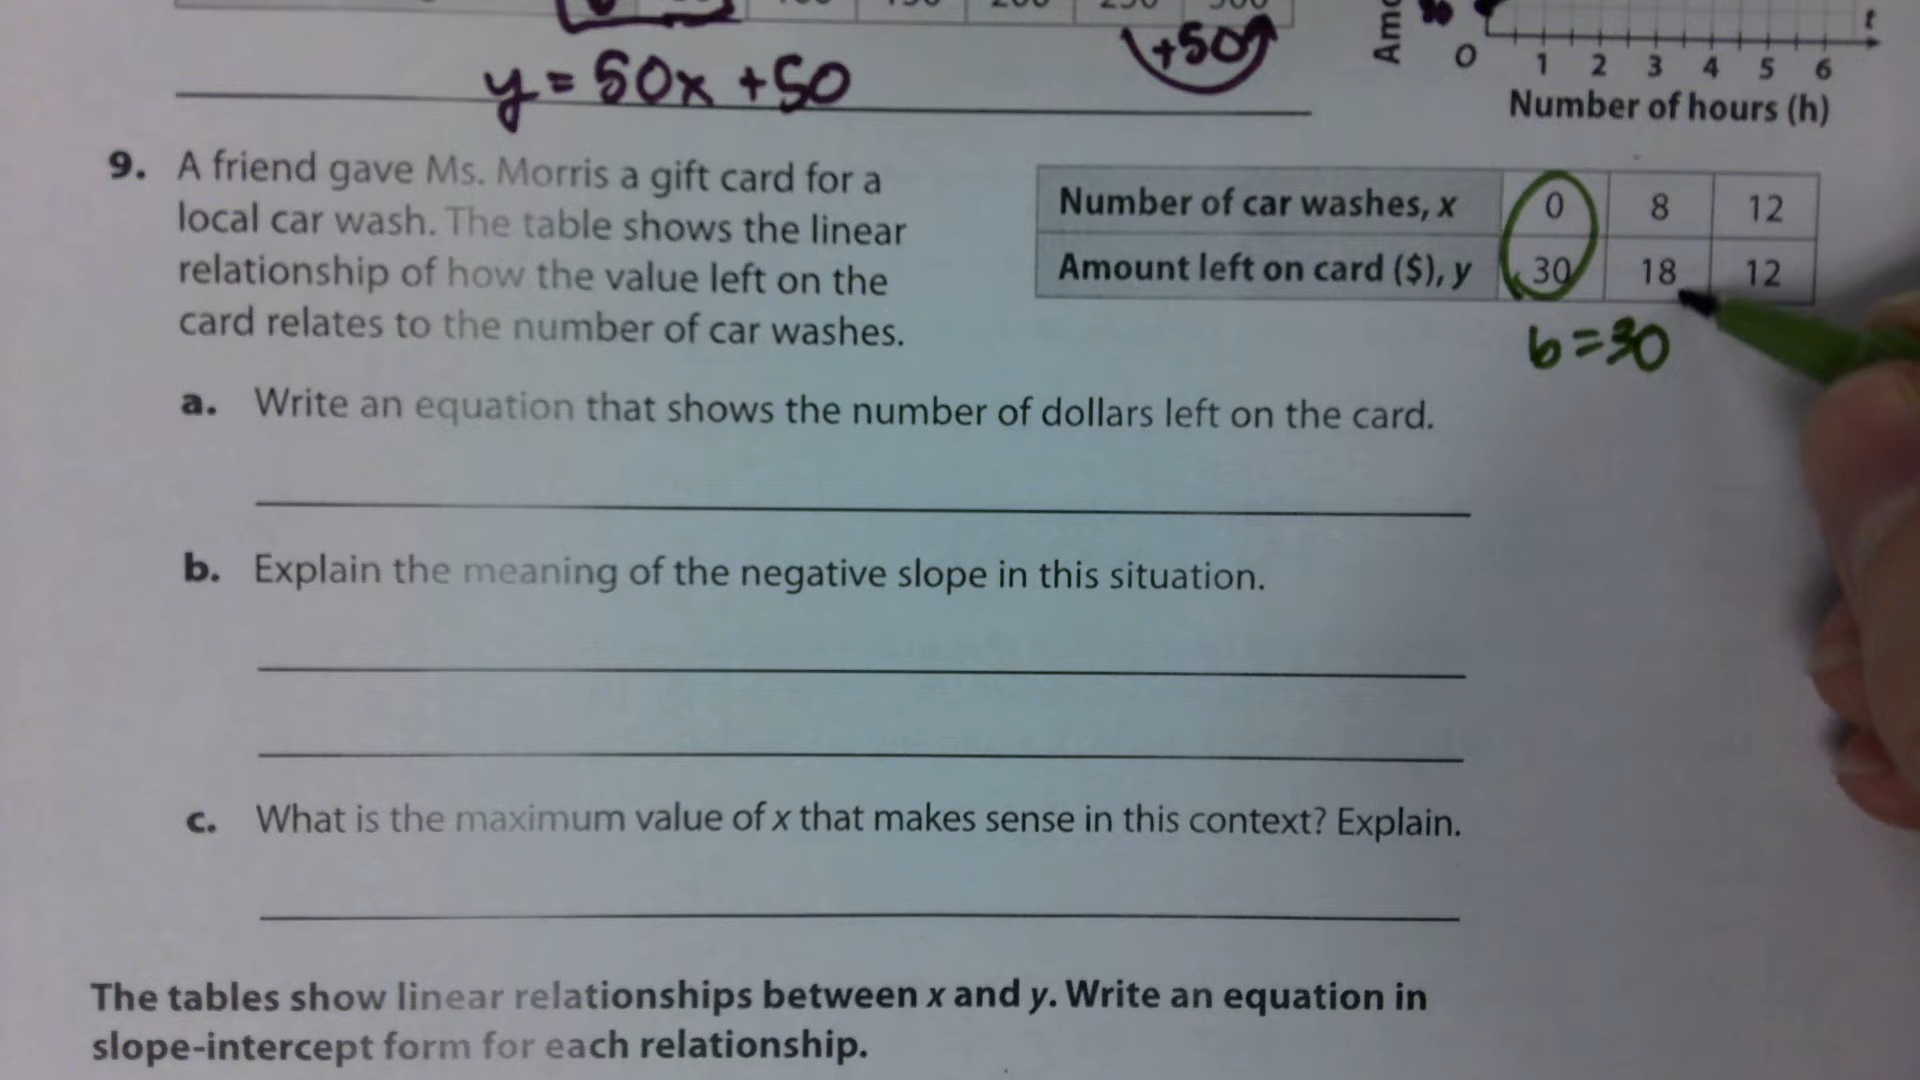 +50
y = 50x + 50
Amo
0 1 2 3 4 5 6
t
Number of hours (h)
9. A friend gave Ms. Morris a gift card for a
local car wash. The table shows the linear
relationship of how the value left on the
card relates to the number of car washes.
Number of car washes, x 0 8 12
Amount left on card ($), y 30 18 12
b = 30
a. Write an equation that shows the number of dollars left on the card.
b. Explain the meaning of the negative slope in this situation.
c. What is the maximum value of x that makes sense in this context? Explain.
The tables show linear relationships between x and y. Write an equation in
slope-intercept form for each relationship.